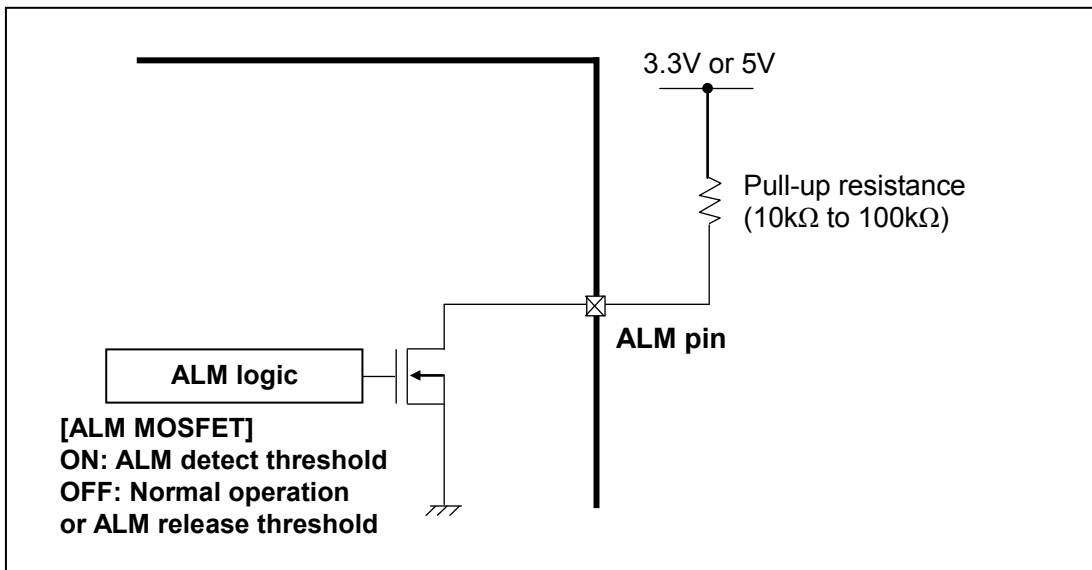 3.3V or 5V
Pull-up resistance
(10kΩ to 100kΩ)
ALM pin
ALM logic
[ALM MOSFET]
ON: ALM detect threshold
OFF: Normal operation
or ALM release threshold